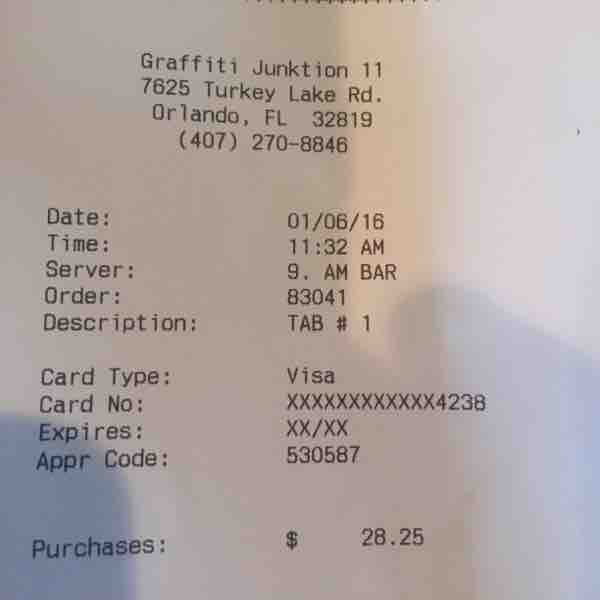 Graffiti Junktion 11
7625 Turkey Lake Rd.
Orlando, FL 32819
(407) 270-8846
Date: 01/06/16
Time: 11:32 AM
Server: 9. AM BAR
Order: 83041
Description: TAB # 1
Card Type: Visa
Card No: XXXXXXXXXXXX4238
Expires: XX/XX
Appr Code: 530587
Purchases: $ 28.25